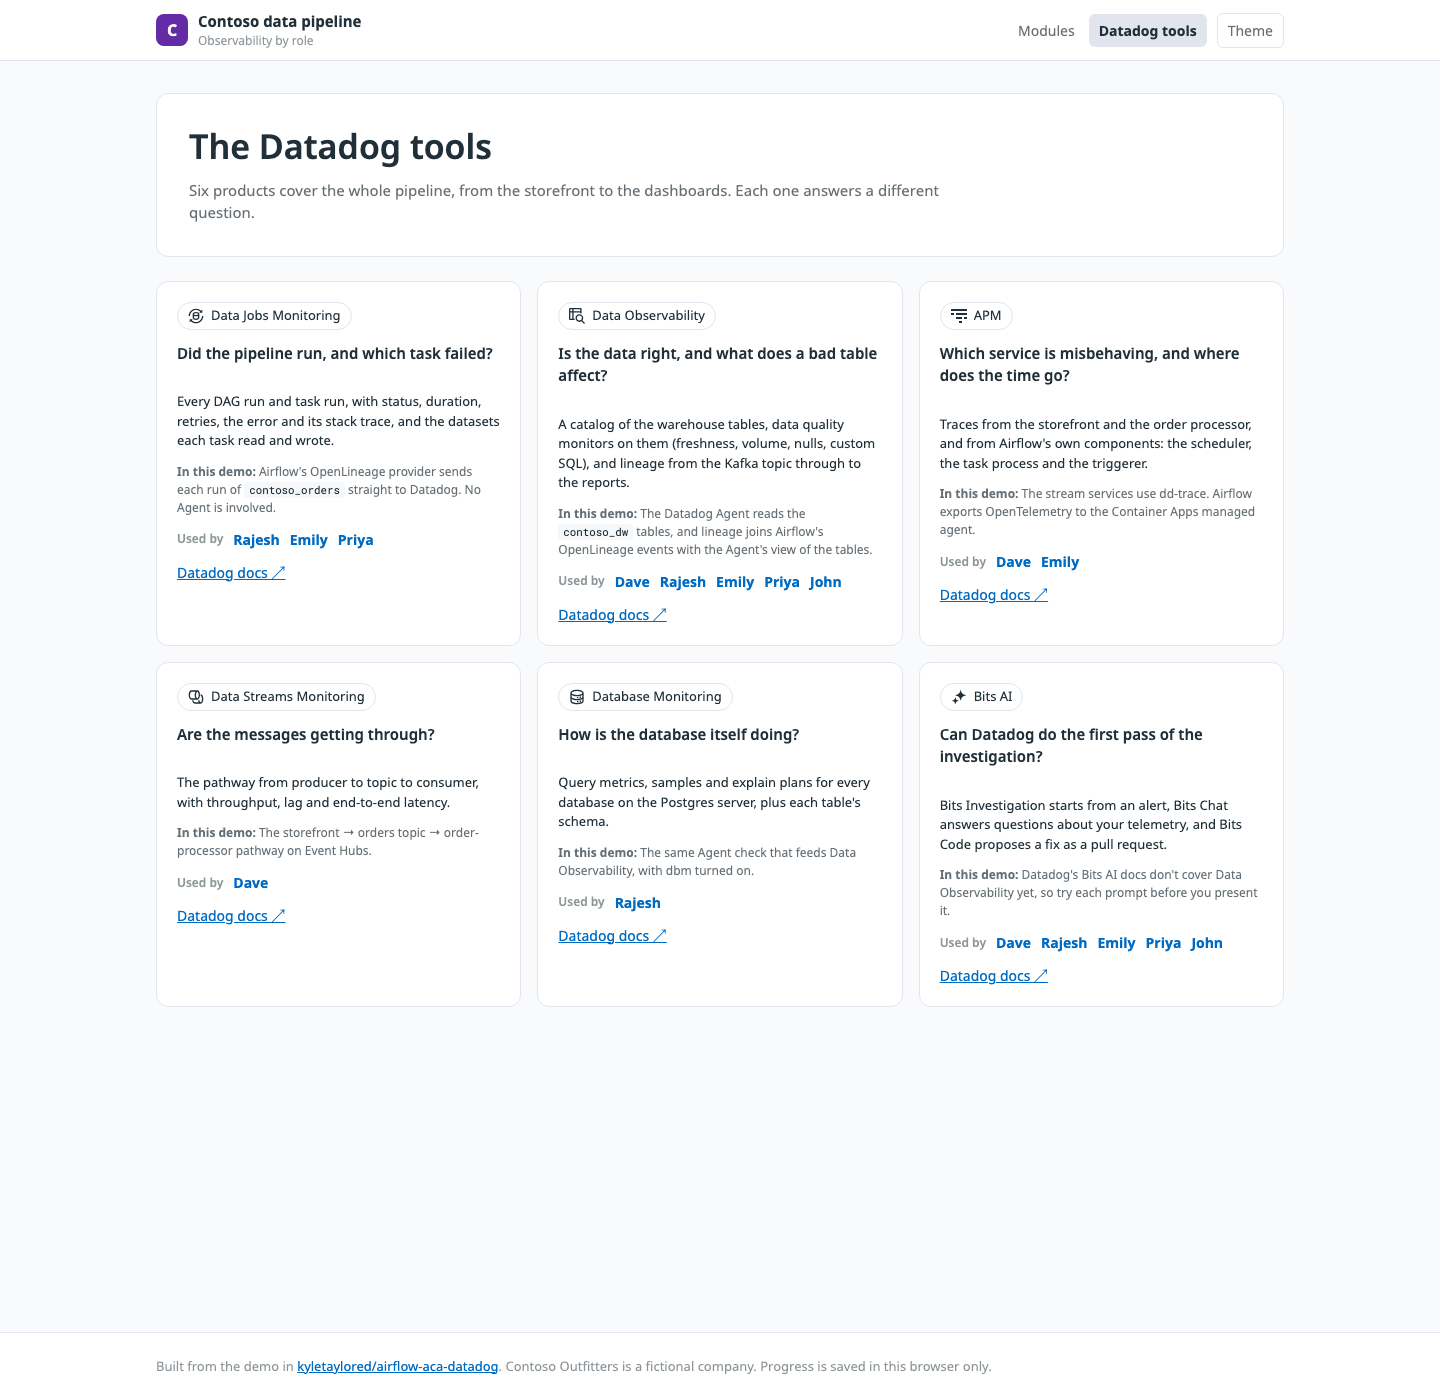 C
Contoso data pipeline
Observability by role
Modules
Datadog tools
Theme
The Datadog tools
Six products cover the whole pipeline, from the storefront to the dashboards. Each one answers a different
question.
Data Jobs Monitoring
Did the pipeline run, and which task failed?
Every DAG run and task run, with status, duration,
retries, the error and its stack trace, and the datasets
each task read and wrote.
In this demo: Airflow's OpenLineage provider sends
each run of contoso_orders straight to Datadog. No
Agent is involved.
Used by Rajesh Emily Priya
Datadog docs ↗
Data Observability
Is the data right, and what does a bad table
affect?
A catalog of the warehouse tables, data quality
monitors on them (freshness, volume, nulls, custom
SQL), and lineage from the Kafka topic through to
the reports.
In this demo: The Datadog Agent reads the
contoso_dw tables, and lineage joins Airflow's
OpenLineage events with the Agent's view of the tables.
Used by Dave Rajesh Emily Priya John
Datadog docs ↗
APM
Which service is misbehaving, and where
does the time go?
Traces from the storefront and the order processor,
and from Airflow's own components: the scheduler,
the task process and the triggerer.
In this demo: The stream services use dd-trace. Airflow
exports OpenTelemetry to the Container Apps managed
agent.
Used by Dave Emily
Datadog docs ↗
Data Streams Monitoring
Are the messages getting through?
The pathway from producer to topic to consumer,
with throughput, lag and end-to-end latency.
In this demo: The storefront → orders topic → order-
processor pathway on Event Hubs.
Used by Dave
Datadog docs ↗
Database Monitoring
How is the database itself doing?
Query metrics, samples and explain plans for every
database on the Postgres server, plus each table's
schema.
In this demo: The same Agent check that feeds Data
Observability, with dbm turned on.
Used by Rajesh
Datadog docs ↗
Bits AI
Can Datadog do the first pass of the
investigation?
Bits Investigation starts from an alert, Bits Chat
answers questions about your telemetry, and Bits
Code proposes a fix as a pull request.
In this demo: Datadog's Bits AI docs don't cover Data
Observability yet, so try each prompt before you present
it.
Used by Dave Rajesh Emily Priya John
Datadog docs ↗
Built from the demo in kyletaylored/airflow-aca-datadog. Contoso Outfitters is a fictional company. Progress is saved in this browser only.